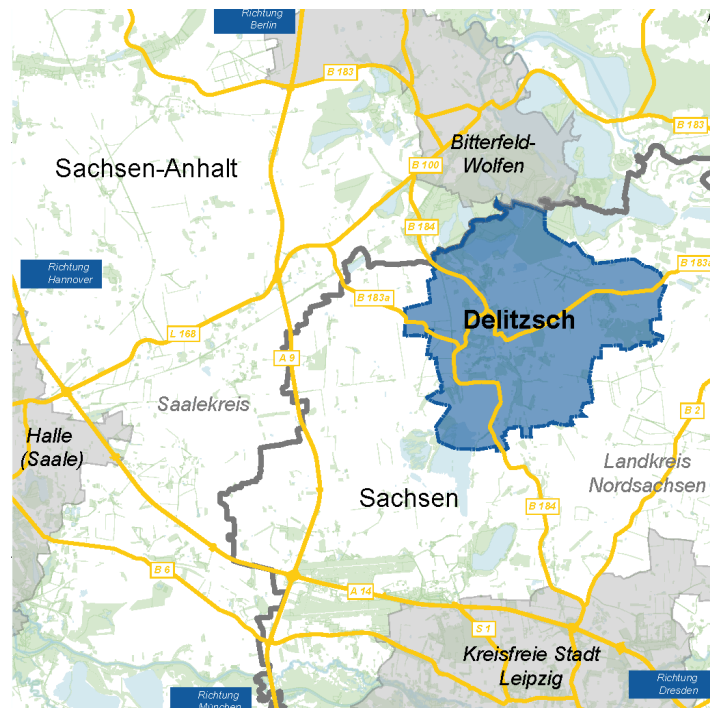 Richtung
Berlin
B 183
B 183
Bitterfeld-
Wolfen
Sachsen-Anhalt
B 100
B 184
Richtung
Hannover
B 183a
B 183a
Delitzsch
L 168
A 9
Saalekreis
B 2
Halle
(Saale)
Landkreis
Nordsachsen
Sachsen
B 184
B 6
A 14
S 1
Kreisfreie Stadt
Leipzig
Richtung
Dresden
Richtung
München